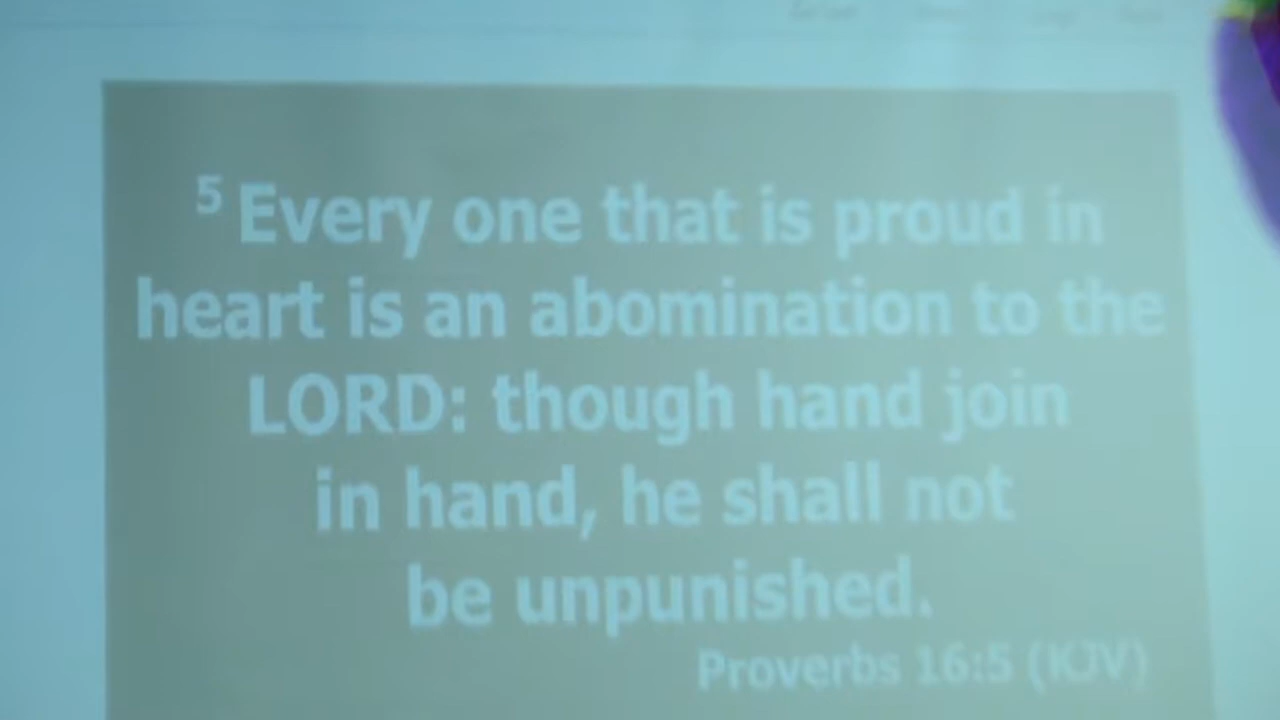 5 Every one that is proud in
heart is an abomination to the
LORD: though hand join
in hand, he shall not
be unpunished.
Proverbs 16:5 (KJV)